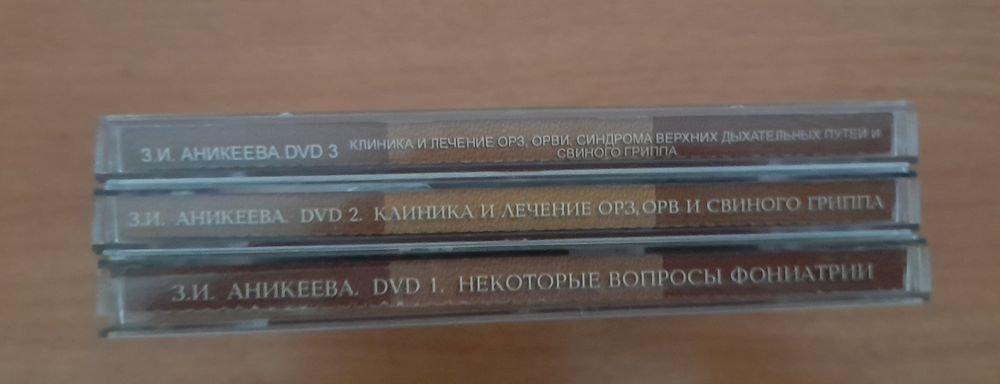 З.И. АНИКЕЕВА. DVD 3 КЛИНИКА И ЛЕЧЕНИЕ ОРЗ, ОРВИ, СИНДРОМА ВЕРХНИХ ДЫХАТЕЛЬНЫХ ПУТЕЙ И
СВИНОГО ГРИППА
З.И. АНИКЕЕВА. DVD 2. КЛИНИКА И ЛЕЧЕНИЕ ОРЗ, ОРВ И СВИНОГО ГРИППА
З.И. АНИКЕЕВА. DVD 1. НЕКОТОРЫЕ ВОПРОСЫ ФОНИАТРИИ